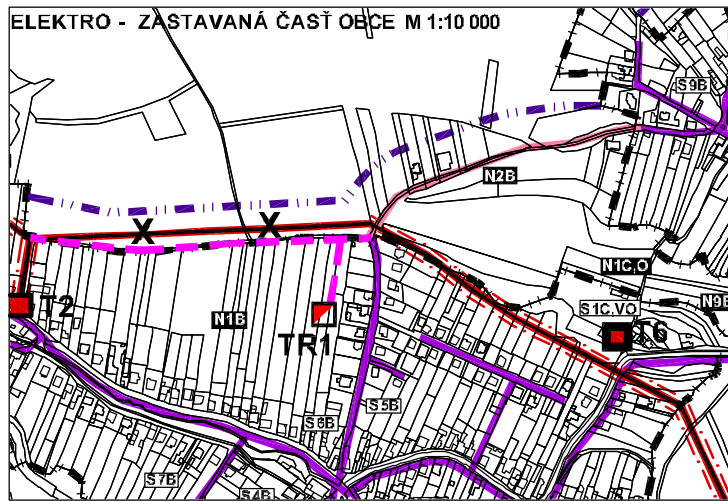 ELEKTRO - ZASTAVANÁ ČASŤ OBCE M 1:10 000
S9B
N2B
X X
N1C,O
T2
N1B
TR1
S1C,VO
N9B
T6
S6B
S5B
S7B
S4B